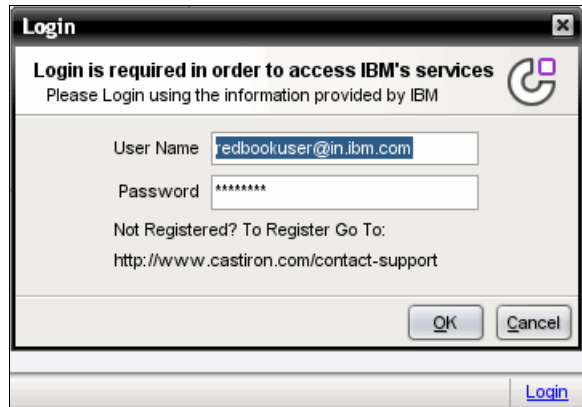 Login
Login is required in order to access IBM's services
Please Login using the information provided by IBM
User Name redbookuser@in.ibm.com
Password ********
Not Registered? To Register Go To:
http://www.castiron.com/contact-support
OK Cancel
Login